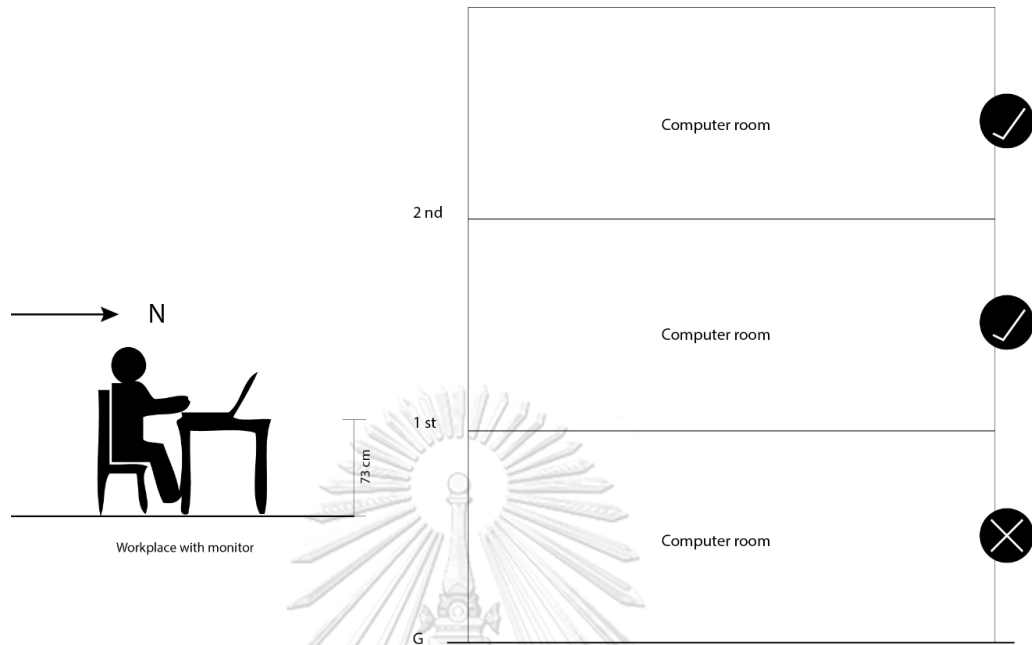 Computer room
2 nd
N
Computer room
1 st
73 cm
Workplace with monitor
Computer room
G